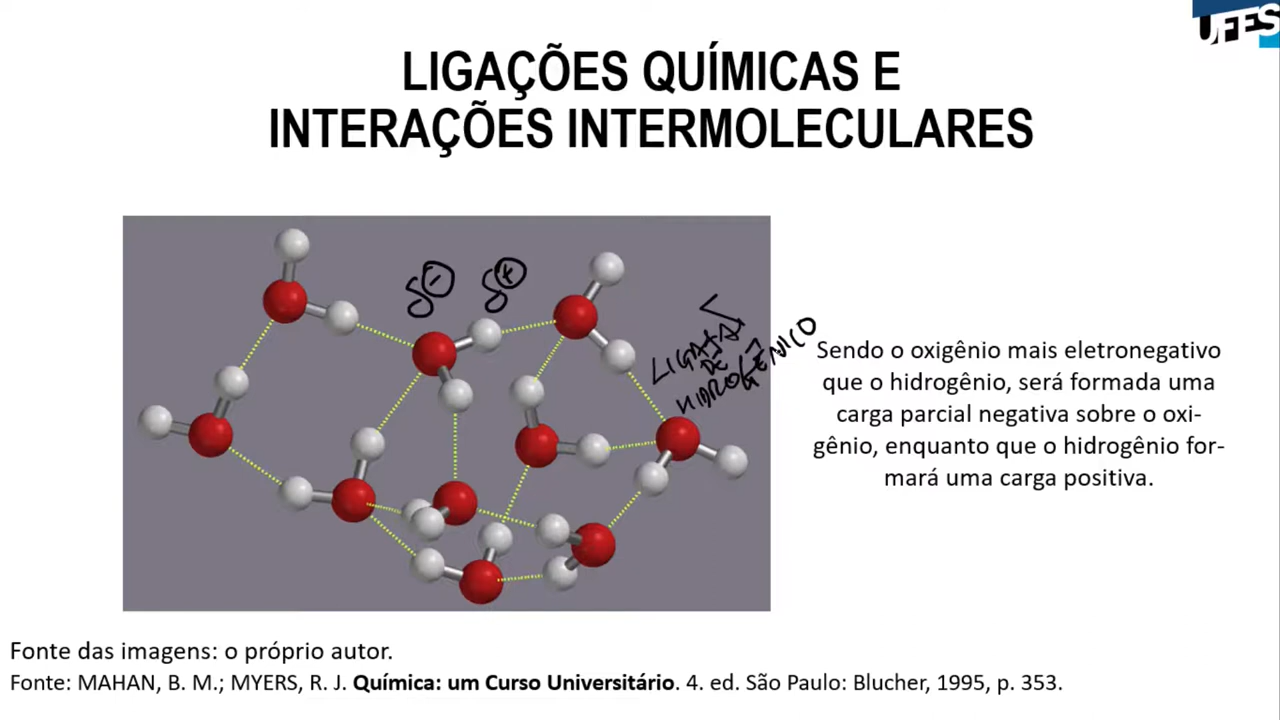 UFES
LIGAÇÕES QUÍMICAS E
INTERAÇÕES INTERMOLECULARES
δ- δ+
DE
Sendo o oxigênio mais eletronegativo
que o hidrogênio, será formada uma
carga parcial negativa sobre o oxi-
gênio, enquanto que o hidrogênio for-
mará uma carga positiva.
Fonte das imagens: o próprio autor.
Fonte: MAHAN, B. M.; MYERS, R. J. Química: um Curso Universitário. 4. ed. São Paulo: Blucher, 1995, p. 353.